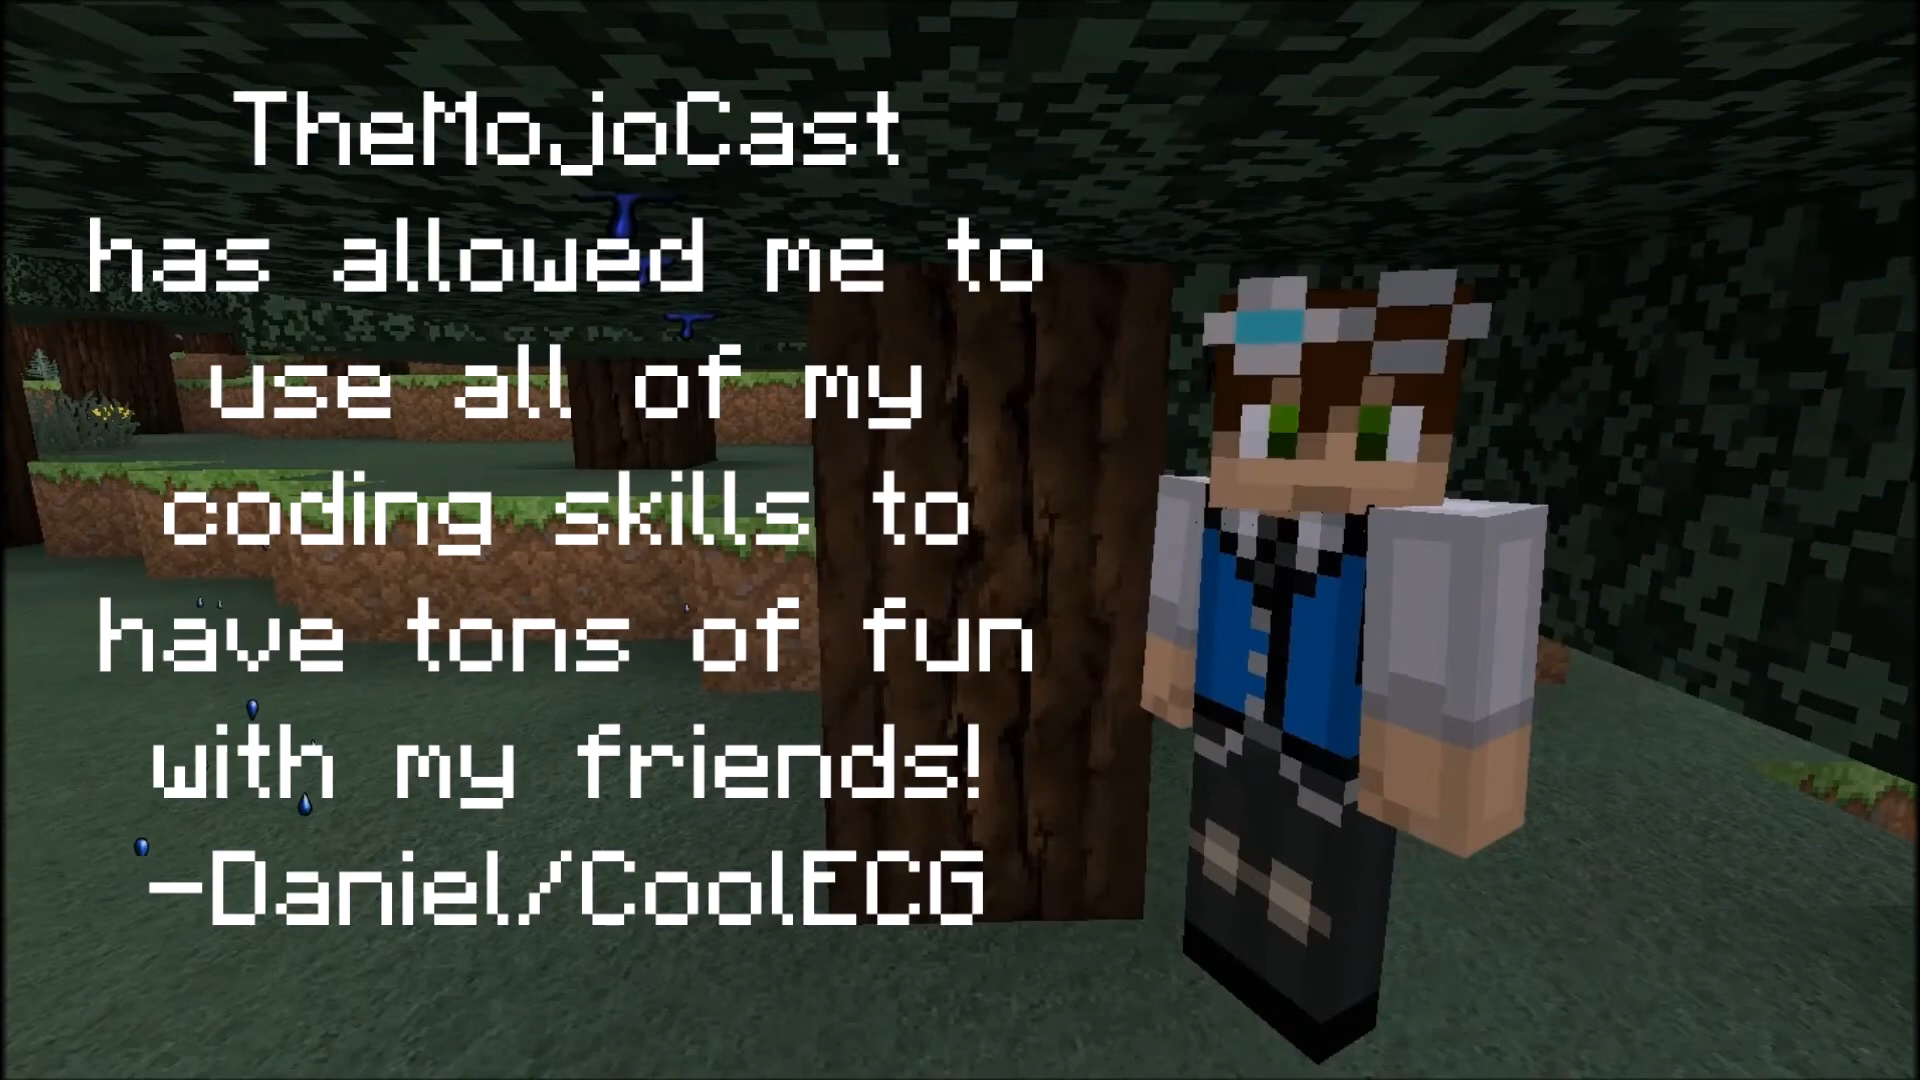 TheMojoCast
has allowed me to
use all of my
coding skills to
have tons of fun
with my friends!
-Daniel/CoolECG